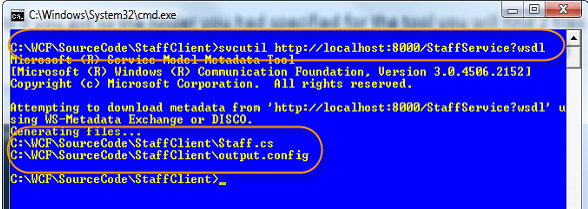 C:\Windows\System32\cmd.exe
C:\WCF\SourceCode\StaffClient>svcutil http://localhost:8000/StaffService?wsdl
Microsoft (R) Service Model Metadata Tool
[Microsoft (R) Windows (R) Communication Foundation, Version 3.0.4506.2152]
Copyright (c) Microsoft Corporation.  All rights reserved.
Attempting to download metadata from 'http://localhost:8000/StaffService?wsdl' u
sing WS-Metadata Exchange or DISCO.
Generating files...
C:\WCF\SourceCode\StaffClient\Staff.cs
C:\WCF\SourceCode\StaffClient\output.config
C:\WCF\SourceCode\StaffClient>_